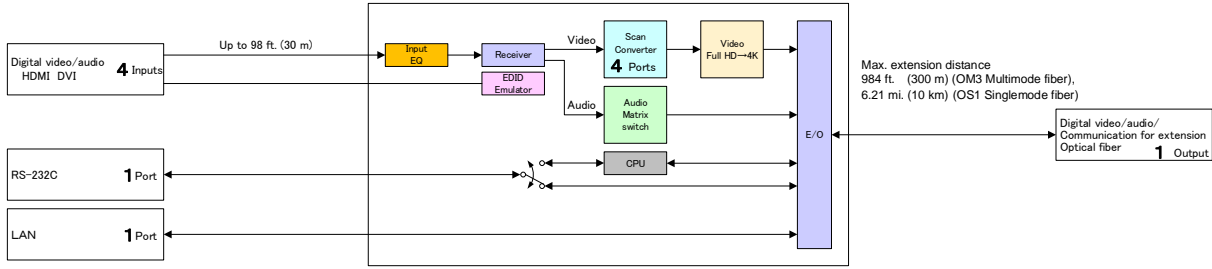 Digital video/audio
HDMI DVI 4 Inputs
Up to 98 ft. (30 m)
Input
EQ
Receiver
EDID
Emulator
Video
Audio
Scan
Converter
4 Ports
Video
Full HD→4K
Audio
Matrix
switch
CPU
E/O
Max. extension distance
984 ft. (300 m) (OM3 Multimode fiber),
6.21 mi. (10 km) (OS1 Singlemode fiber)
Digital video/audio/
Communication for extension
Optical fiber 1 Output
RS-232C 1 Port
LAN 1 Port